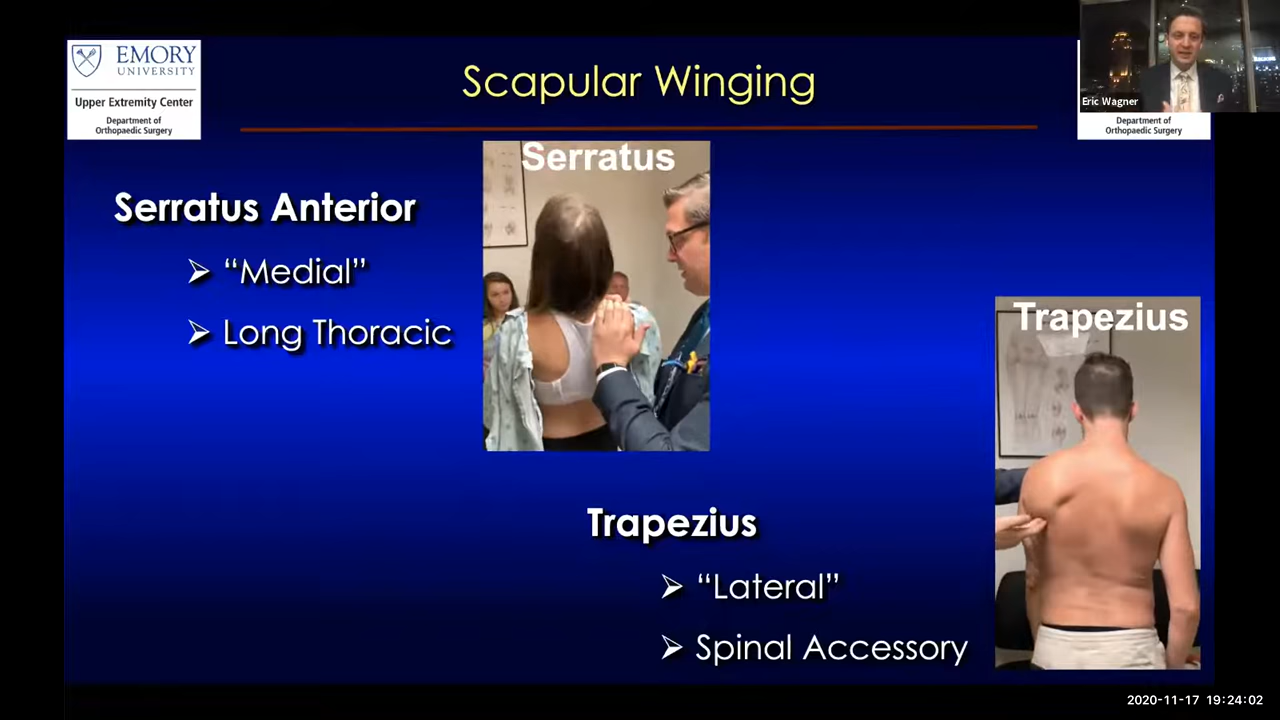 EMORY
UNIVERSITY
Upper Extremity Center
Department of
Orthopaedic Surgery
Scapular Winging
Eric Wagner
Department of
Orthopaedic Surgery
Serratus
Serratus Anterior
➢ “Medial”
➢ Long Thoracic
Trapezius
Trapezius
➢ “Lateral”
➢ Spinal Accessory
2020-11-17 19:24:02